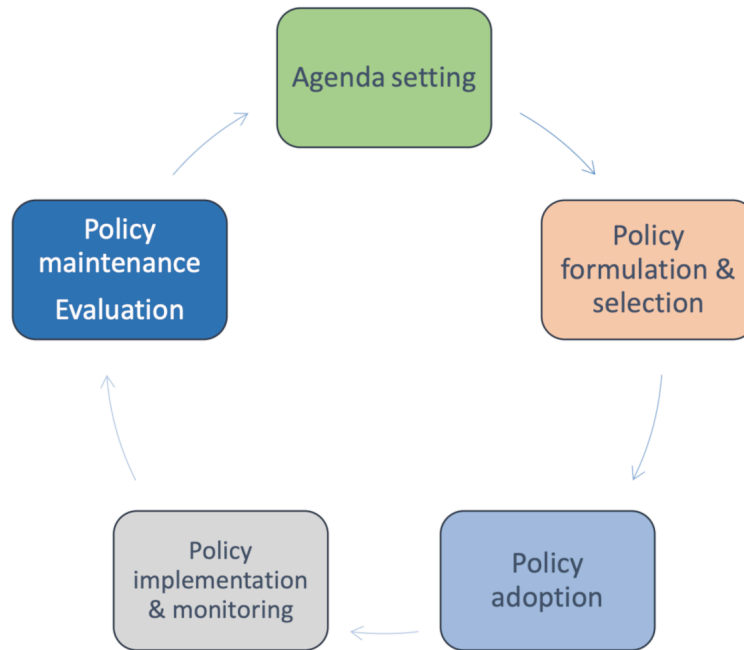 Agenda setting
Policy
formulation &
selection
Policy
adoption
Policy
implementation
& monitoring
Policy
maintenance
Evaluation